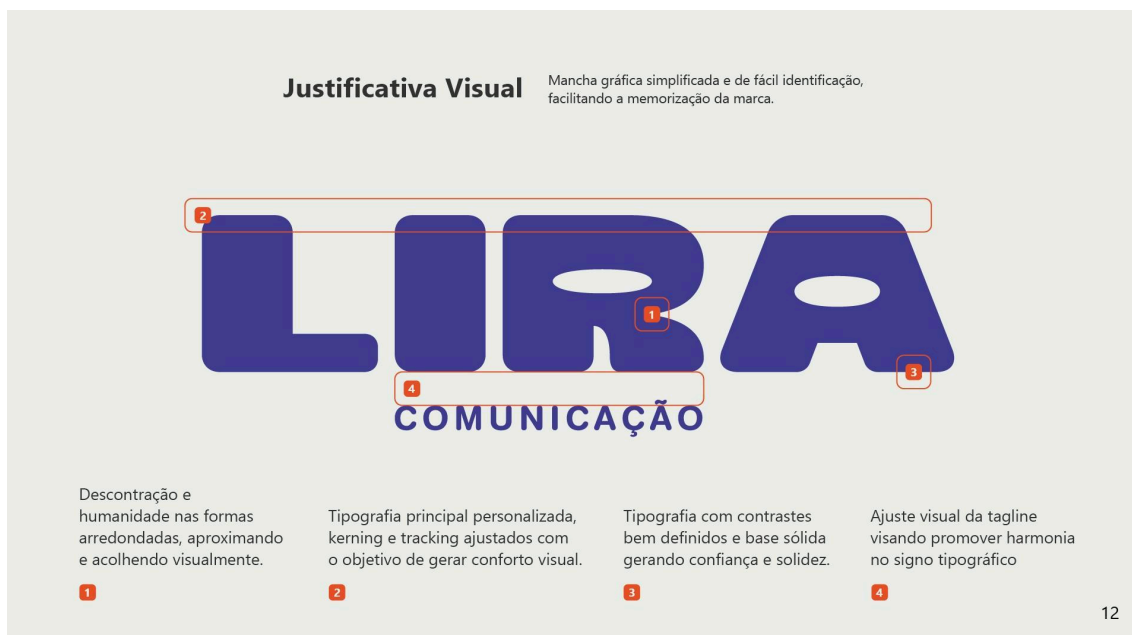 Justificativa Visual
Mancha gráfica simplificada e de fácil identificação,
facilitando a memorização da marca.
2
LIRA
1
3
4
COMUNICAÇÃO
Descontração e
humanidade nas formas
arredondadas, aproximando
e acolhendo visualmente.
1
Tipografia principal personalizada,
kerning e tracking ajustados com
o objetivo de gerar conforto visual.
2
Tipografia com contrastes
bem definidos e base sólida
gerando confiança e solidez.
3
Ajuste visual da tagline
visando promover harmonia
no signo tipográfico
4
12